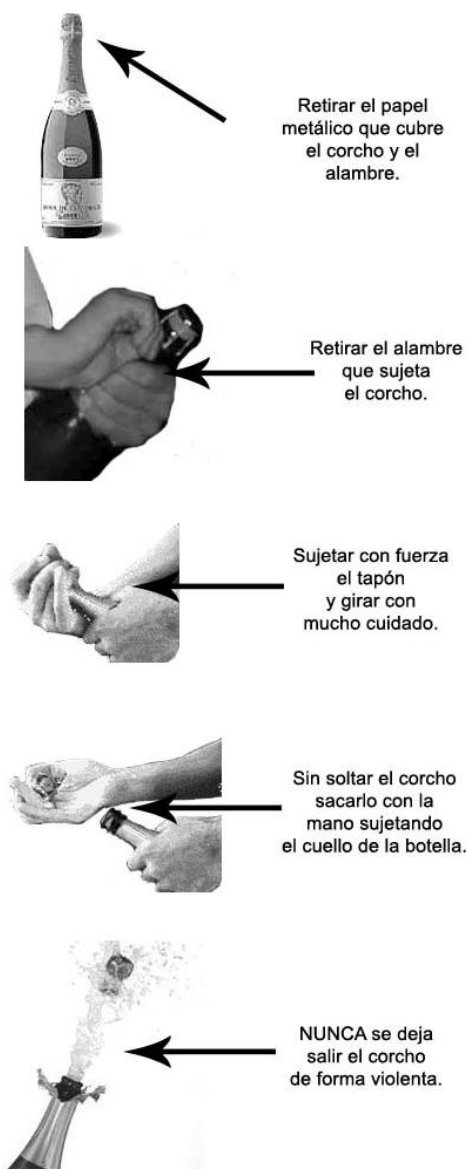 Retirar el papel
metálico que cubre
el corcho y el
alambre.
Retirar el alambre
que sujeta
el corcho.
Sujetar con fuerza
el tapón
y girar con
mucho cuidado.
Sin soltar el corcho
sacarlo con la
mano sujetando
el cuello de la botella.
NUNCA se deja
salir el corcho
de forma violenta.